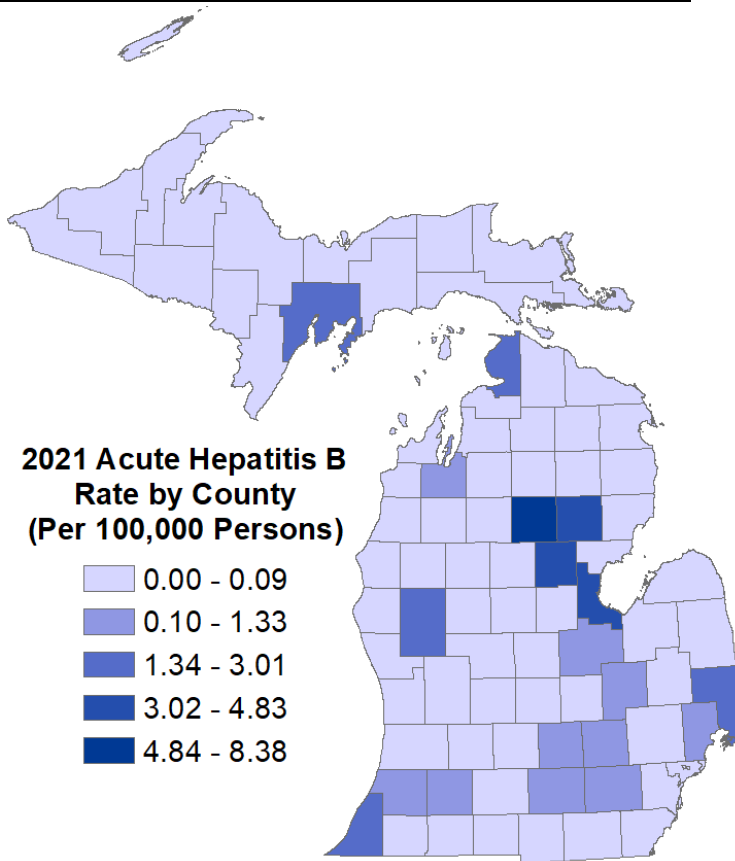 2021 Acute Hepatitis B
Rate by County
(Per 100,000 Persons)
0.00 - 0.09
0.10 - 1.33
1.34 - 3.01
3.02 - 4.83
4.84 - 8.38